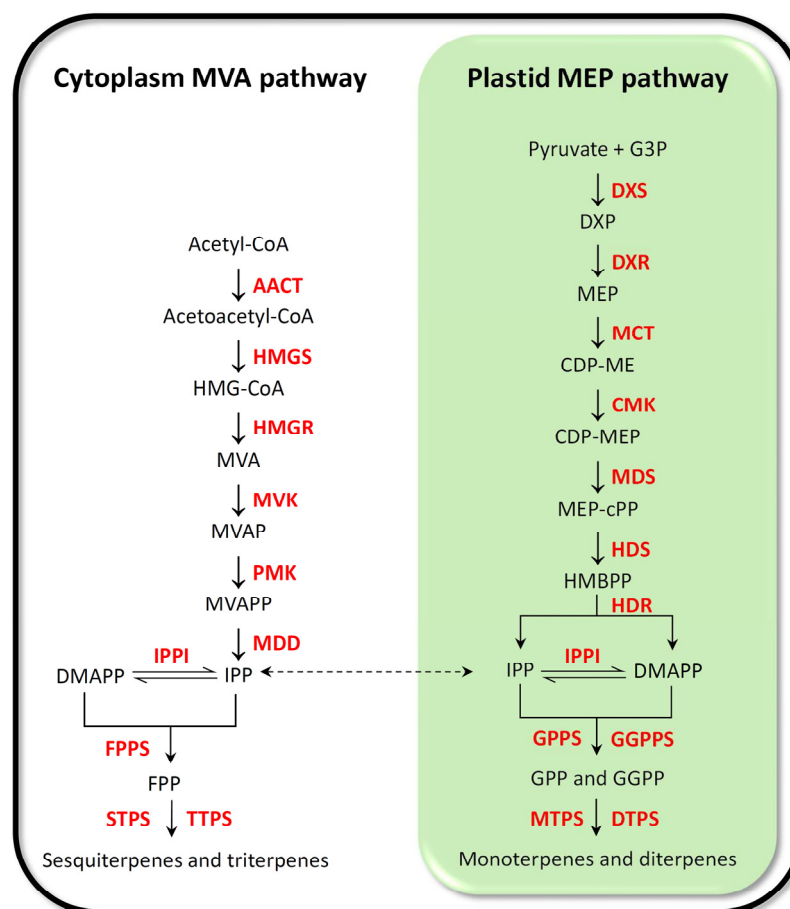 Cytoplasm MVA pathway
Acetyl-CoA
AACT
Acetoacetyl-CoA
HMGS
HMG-CoA
HMGR
MVA
MVK
MVAP
PMK
MVAPP
MDD
DMAPP IPPI IPP
FPPS
FPP
STPS TTPS
Sesquiterpenes and triterpenes
Plastid MEP pathway
Pyruvate + G3P
DXS
DXP
DXR
MEP
MCT
CDP-ME
CMK
CDP-MEP
MDS
MEP-cPP
HDS
HMBPP
HDR
IPP IPPI DMAPP
GPPS GGPPS
GPP and GGPP
MTPS DTPS
Monoterpenes and diterpenes